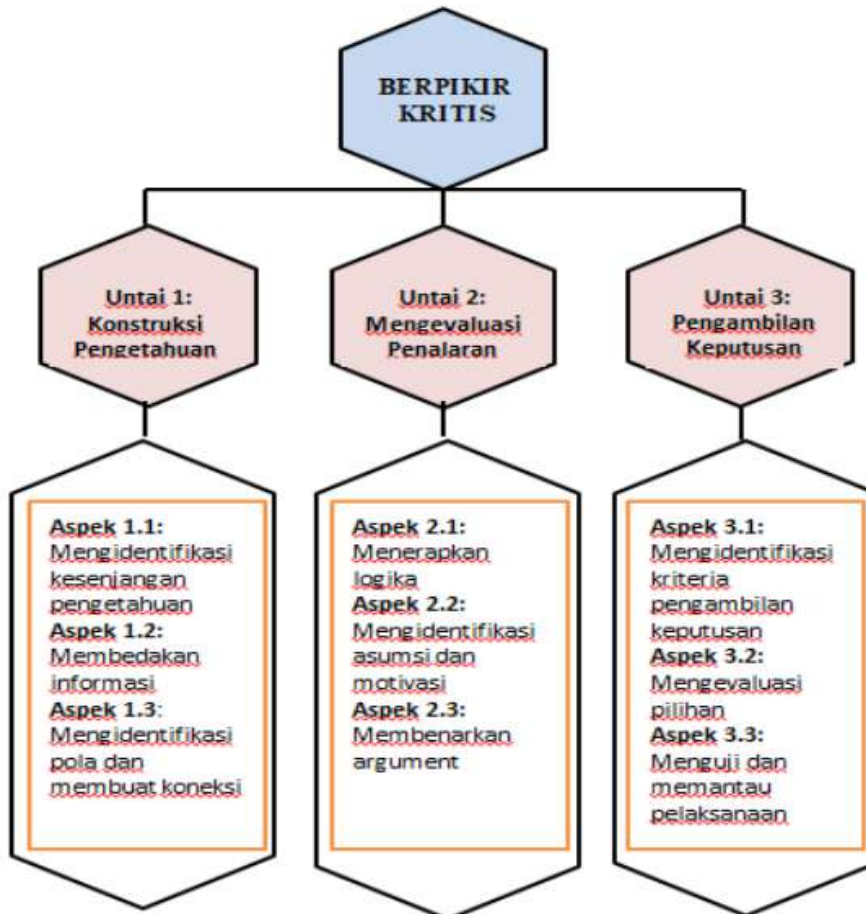 BERPIKIR
KRITIS
Untai 1:
Konstruksi
Pengetahuan
Untai 2:
Mengevaluasi
Penalaran
Untai 3:
Pengambilan
Keputusan
Aspek 1.1:
Mengidentifikasi
kesenjangan
pengetahuan
Aspek 1.2:
Membedakan
informasi
Aspek 1.3:
Mengidentifikasi
pola dan
membuat koneksi
Aspek 2.1:
Menerapkan
logika
Aspek 2.2:
Mengidentifikasi
asumsi dan
motivasi
Aspek 2.3:
Membenarkan
argument
Aspek 3.1:
Mengidentifikasi
kriteria
pengambilan
keputusan
Aspek 3.2:
Mengevaluasi
pilihan
Aspek 3.3:
Menguji dan
memantau
pelaksanaan